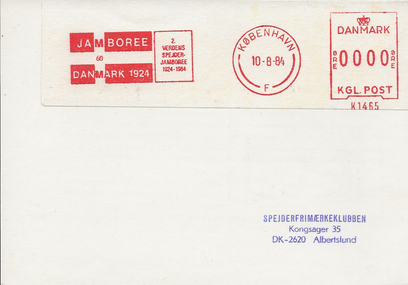 JAMBOREE
60
DANMARK 1924
2.
VERDENS
SPEJDER-
JAMBOREE
1924-1984
KØBENHAVN
10-8-84
F
DANMARK
ØRE 0000 ØRE
KGL. POST
K1465
SPEJDERFRIMÆRKEKLUBBEN
Kongsager 35
DK-2620 Albertslund